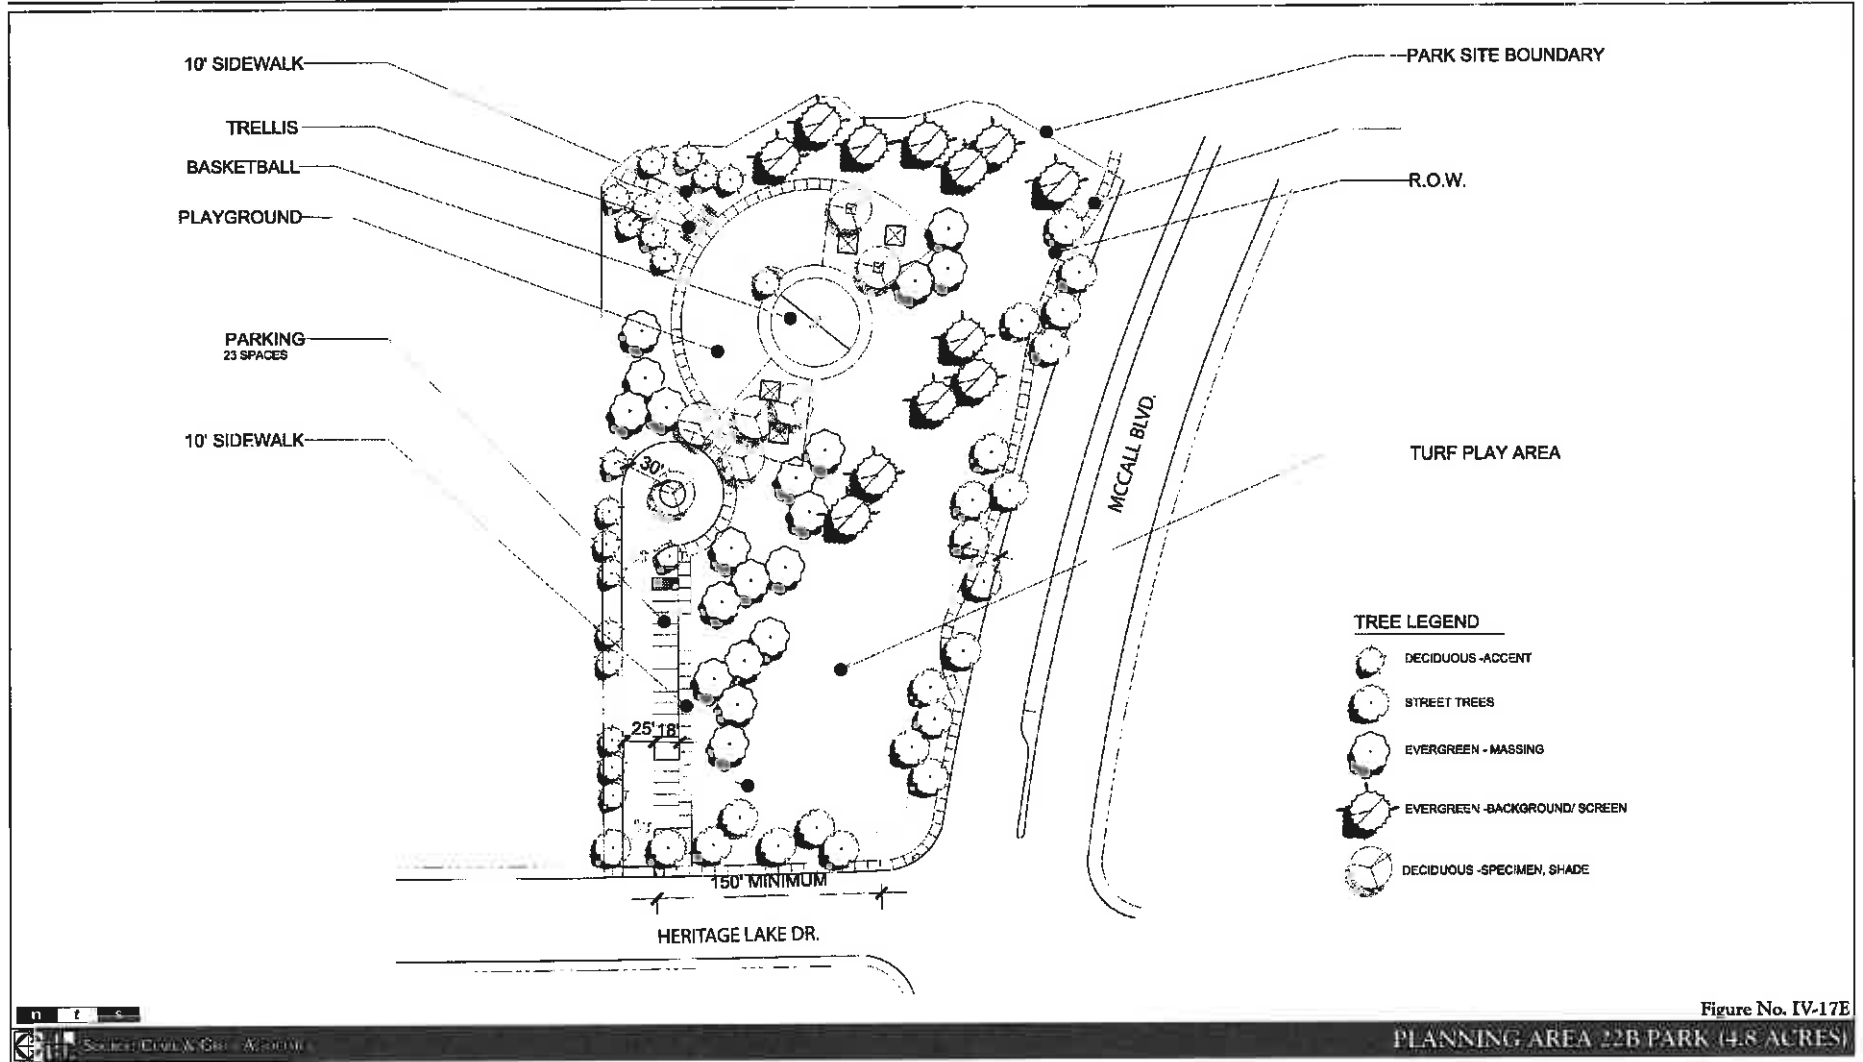 10' SIDEWALK
TRELLIS
BASKETBALL
PLAYGROUND
PARKING
23 SPACES
10' SIDEWALK
PARK SITE BOUNDARY
R.O.W.
TURF PLAY AREA
MCCALL BLVD.
30'
25' 18'
150' MINIMUM
HERITAGE LAKE DR.
TREE LEGEND
DECIDUOUS -ACCENT
STREET TREES
EVERGREEN - MASSING
EVERGREEN -BACKGROUND/ SCREEN
DECIDUOUS -SPECIMEN, SHADE
n t s
Figure No. IV-17E
PLANNING AREA 22B PARK (4.8 ACRES)